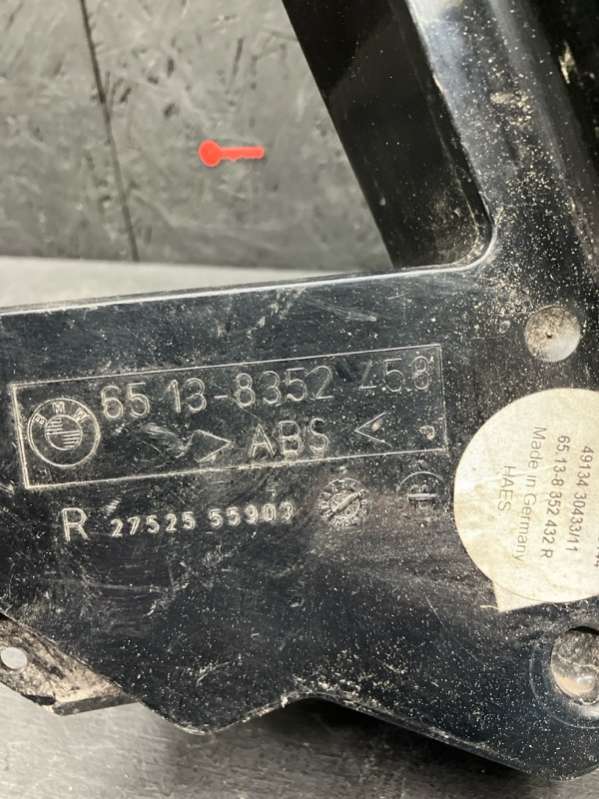 BMW
65 13-8352 458
> ABS <
R 27525 55903
49134 30433/11
65 13-8 352 432 R
Made in Germany
HAES